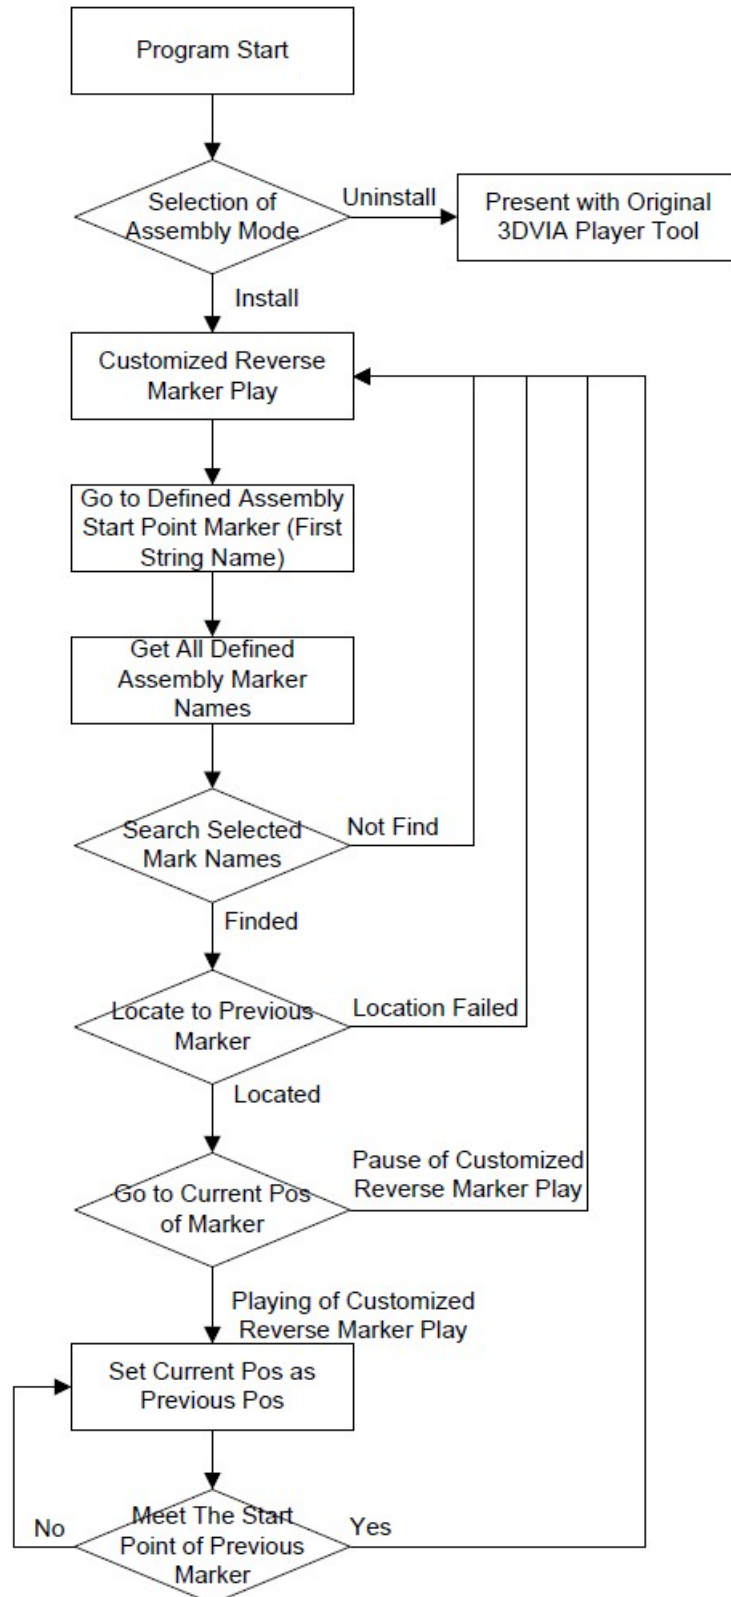 Program Start
Selection of
Assembly Mode
Uninstall
Present with Original
3DVIA Player Tool
Install
Customized Reverse
Marker Play
Go to Defined Assembly
Start Point Marker (First
String Name)
Get All Defined
Assembly Marker
Names
Search Selected
Mark Names
Not Find
Finded
Locate to Previous
Marker
Location Failed
Located
Go to Current Pos
of Marker
Pause of Customized
Reverse Marker Play
Playing of Customized
Reverse Marker Play
Set Current Pos as
Previous Pos
Meet The Start
Point of Previous
Marker
No
Yes